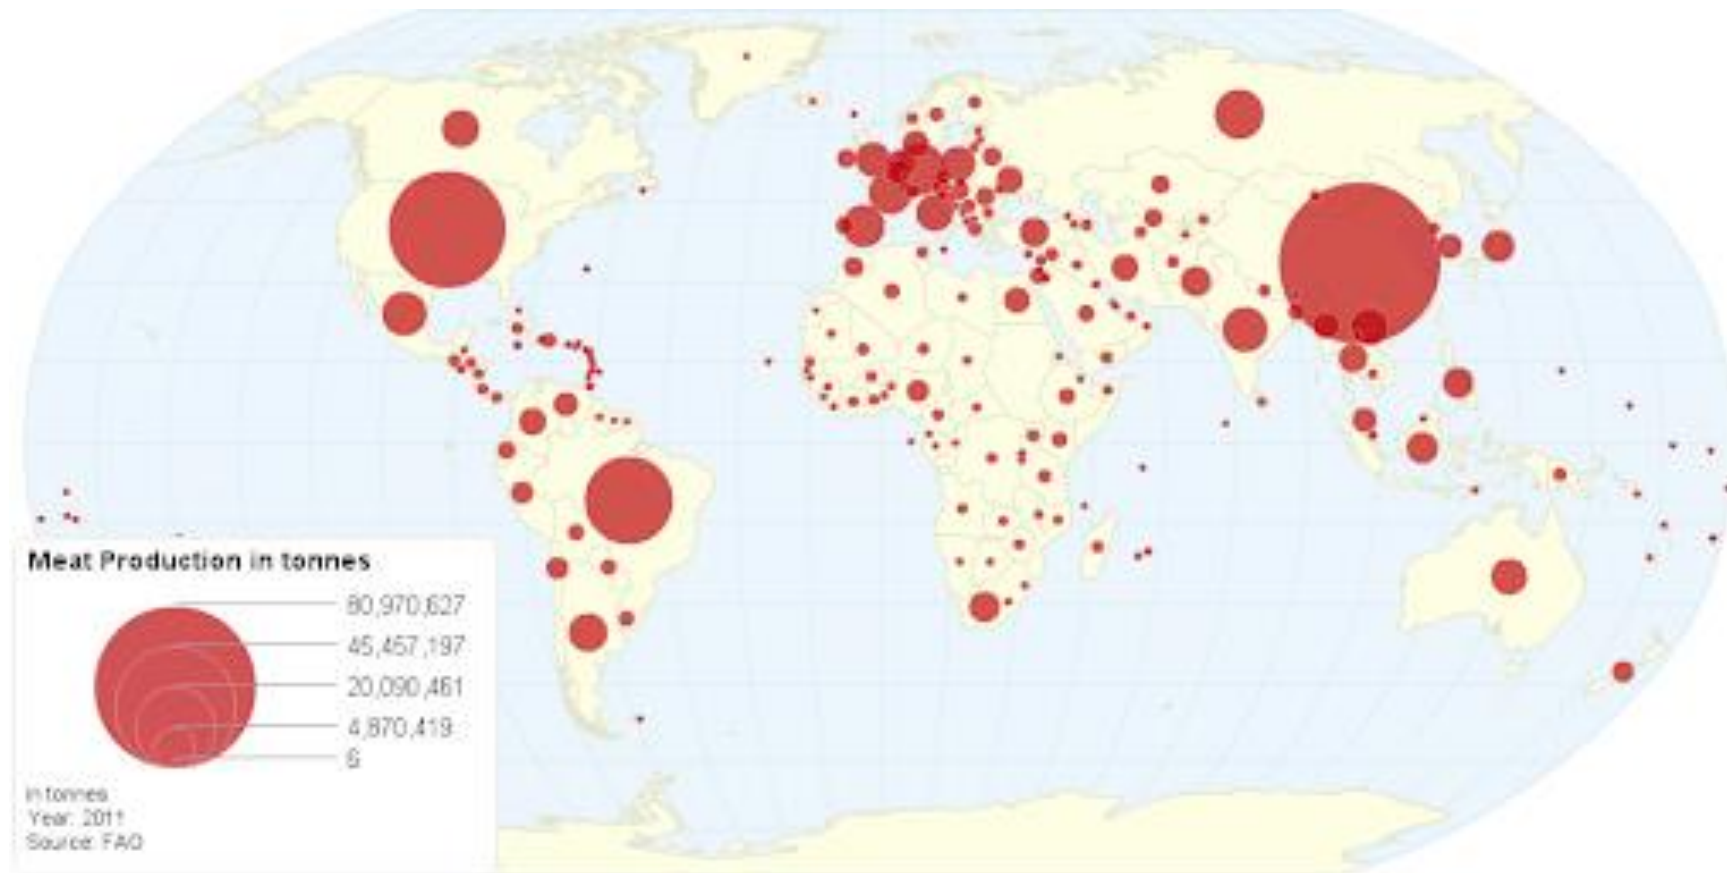 Meat Production in tonnes
80,970,627
45,457,197
20,090,461
4,870,419
6
in tonnes
Year: 2011
Source: FAO